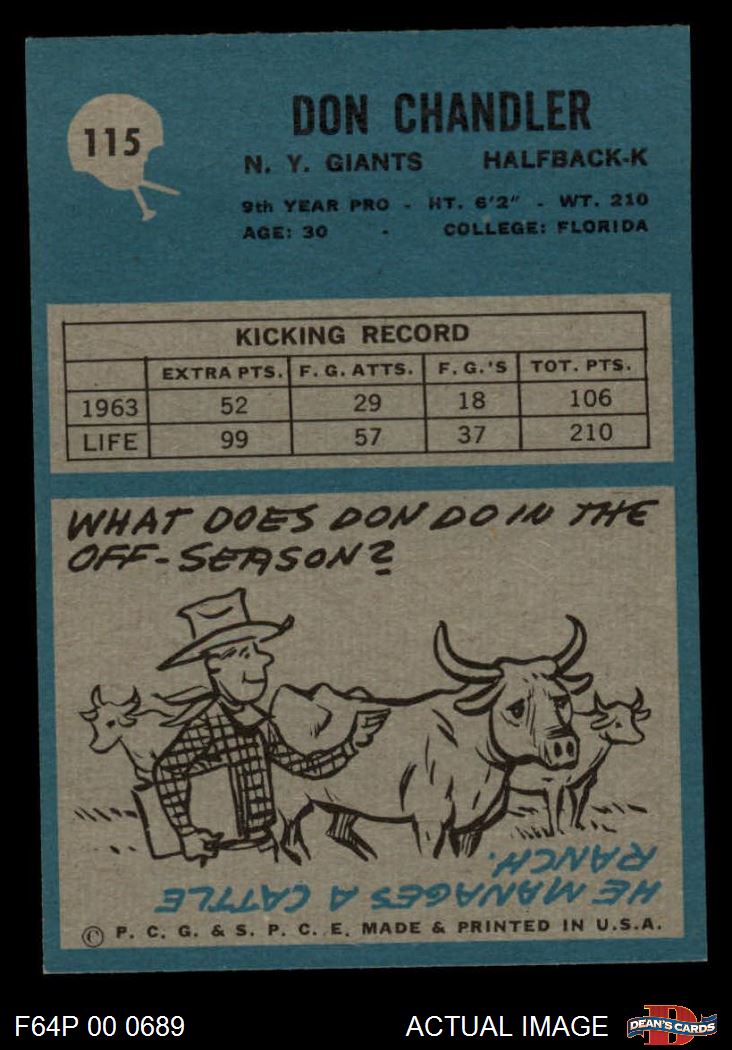 115
DON CHANDLER
N. Y. GIANTS HALFBACK-K
9th YEAR PRO - HT. 6'2" - WT. 210
AGE: 30 - COLLEGE: FLORIDA
KICKING RECORD
EXTRA PTS. F. G. ATTS. F. G.'S TOT. PTS.
1963 52 29 18 106
LIFE 99 57 37 210
WHAT DOES DON DO IN THE
OFF-SEASON?
HE MANAGES A CATTLE
RANCH.
© P. C. G. & S. P. C. E. MADE & PRINTED IN U.S.A.
F64P 00 0689 ACTUAL IMAGE D DEAN'S CARDS